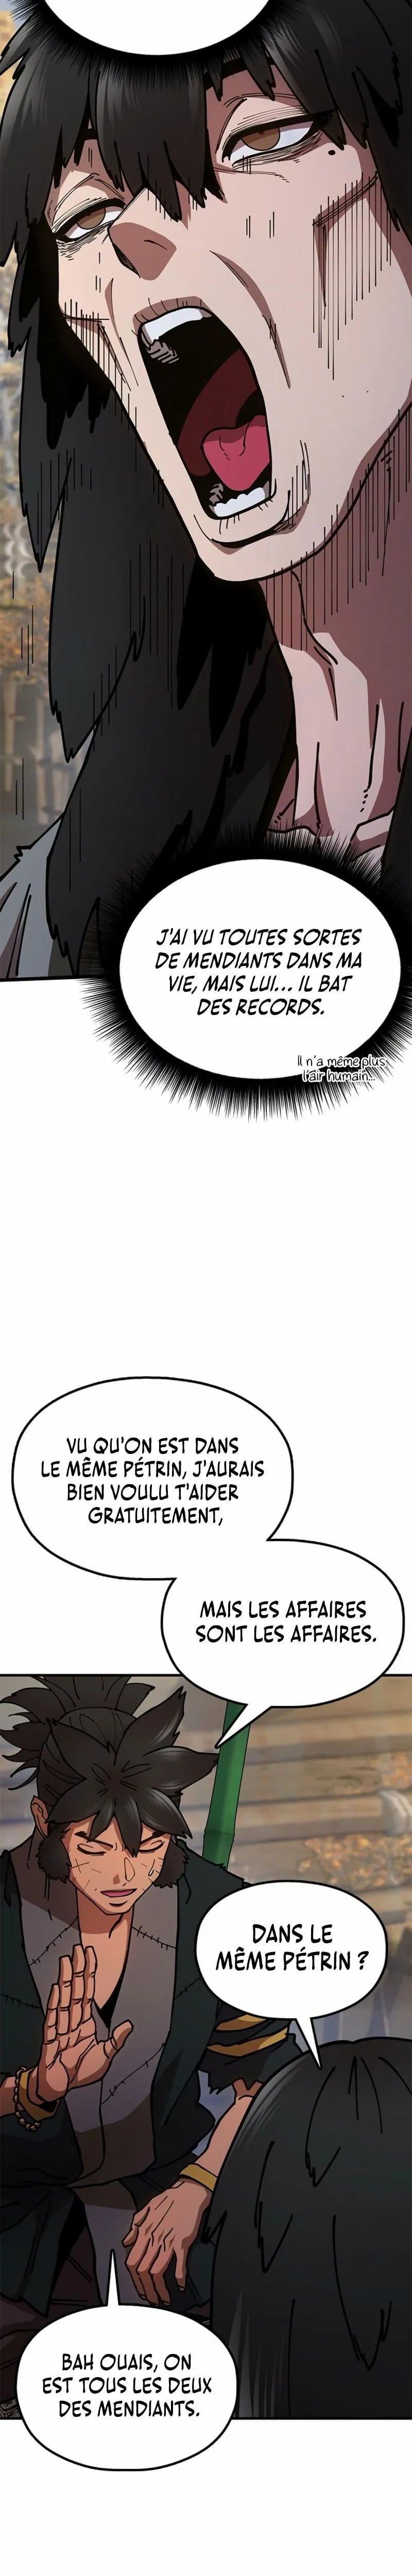 J'AI VU TOUTES SORTES
DE MENDIANTS DANS MA
VIE, MAIS LUI... IL BAT
DES RECORDS.
Il n'a même plus
l'air humain...
VU QU'ON EST DANS
LE MÊME PÉTRIN, J'AURAIS
BIEN VOULU T'AIDER
GRATUITEMENT,
MAIS LES AFFAIRES
SONT LES AFFAIRES.
DANS LE
MÊME PÉTRIN ?
BAH OUAIS, ON
EST TOUS LES DEUX
DES MENDIANTS.